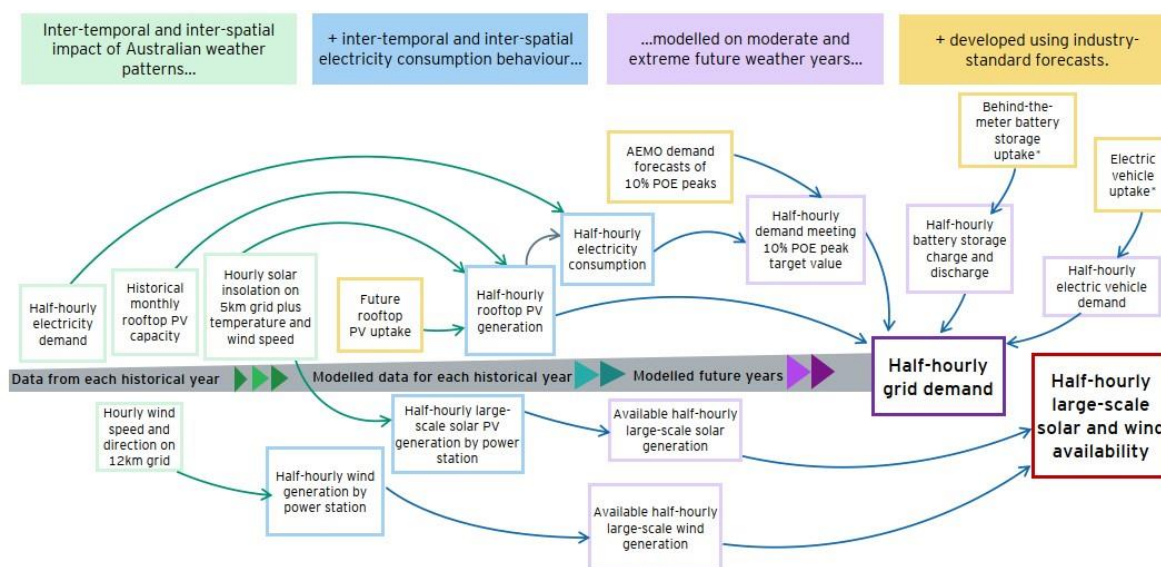 Inter-temporal and inter-spatial
impact of Australian weather
patterns...
+ inter-temporal and inter-spatial
electricity consumption behaviour...
...modelled on moderate and
extreme future weather years...
+ developed using industry-
standard forecasts.
Behind-the-
meter battery
storage
uptake*
Electric
vehicle
uptake*
AEMO demand
forecasts of
10% POE peaks
Half-hourly
demand meeting
10% POE peak
target value
Half-hourly
battery storage
charge and
discharge
Half-hourly
electric vehicle
demand
Half-hourly
electricity
consumption
Half-hourly
electricity
demand
Historical
monthly
rooftop PV
capacity
Hourly solar
insolation on
5km grid plus
temperature and
wind speed
Future
rooftop
PV uptake
Half-hourly
rooftop PV
generation
Data from each historical year
Modelled data for each historical year
Modelled future years
Half-hourly
grid demand
Half-hourly
large-scale
solar and wind
availability
Hourly wind
speed and
direction on
12km grid
Half-hourly wind
generation by
power station
Half-hourly large-
scale solar PV
generation by power
station
Available half-hourly
large-scale solar
generation
Available half-hourly
large-scale wind
generation